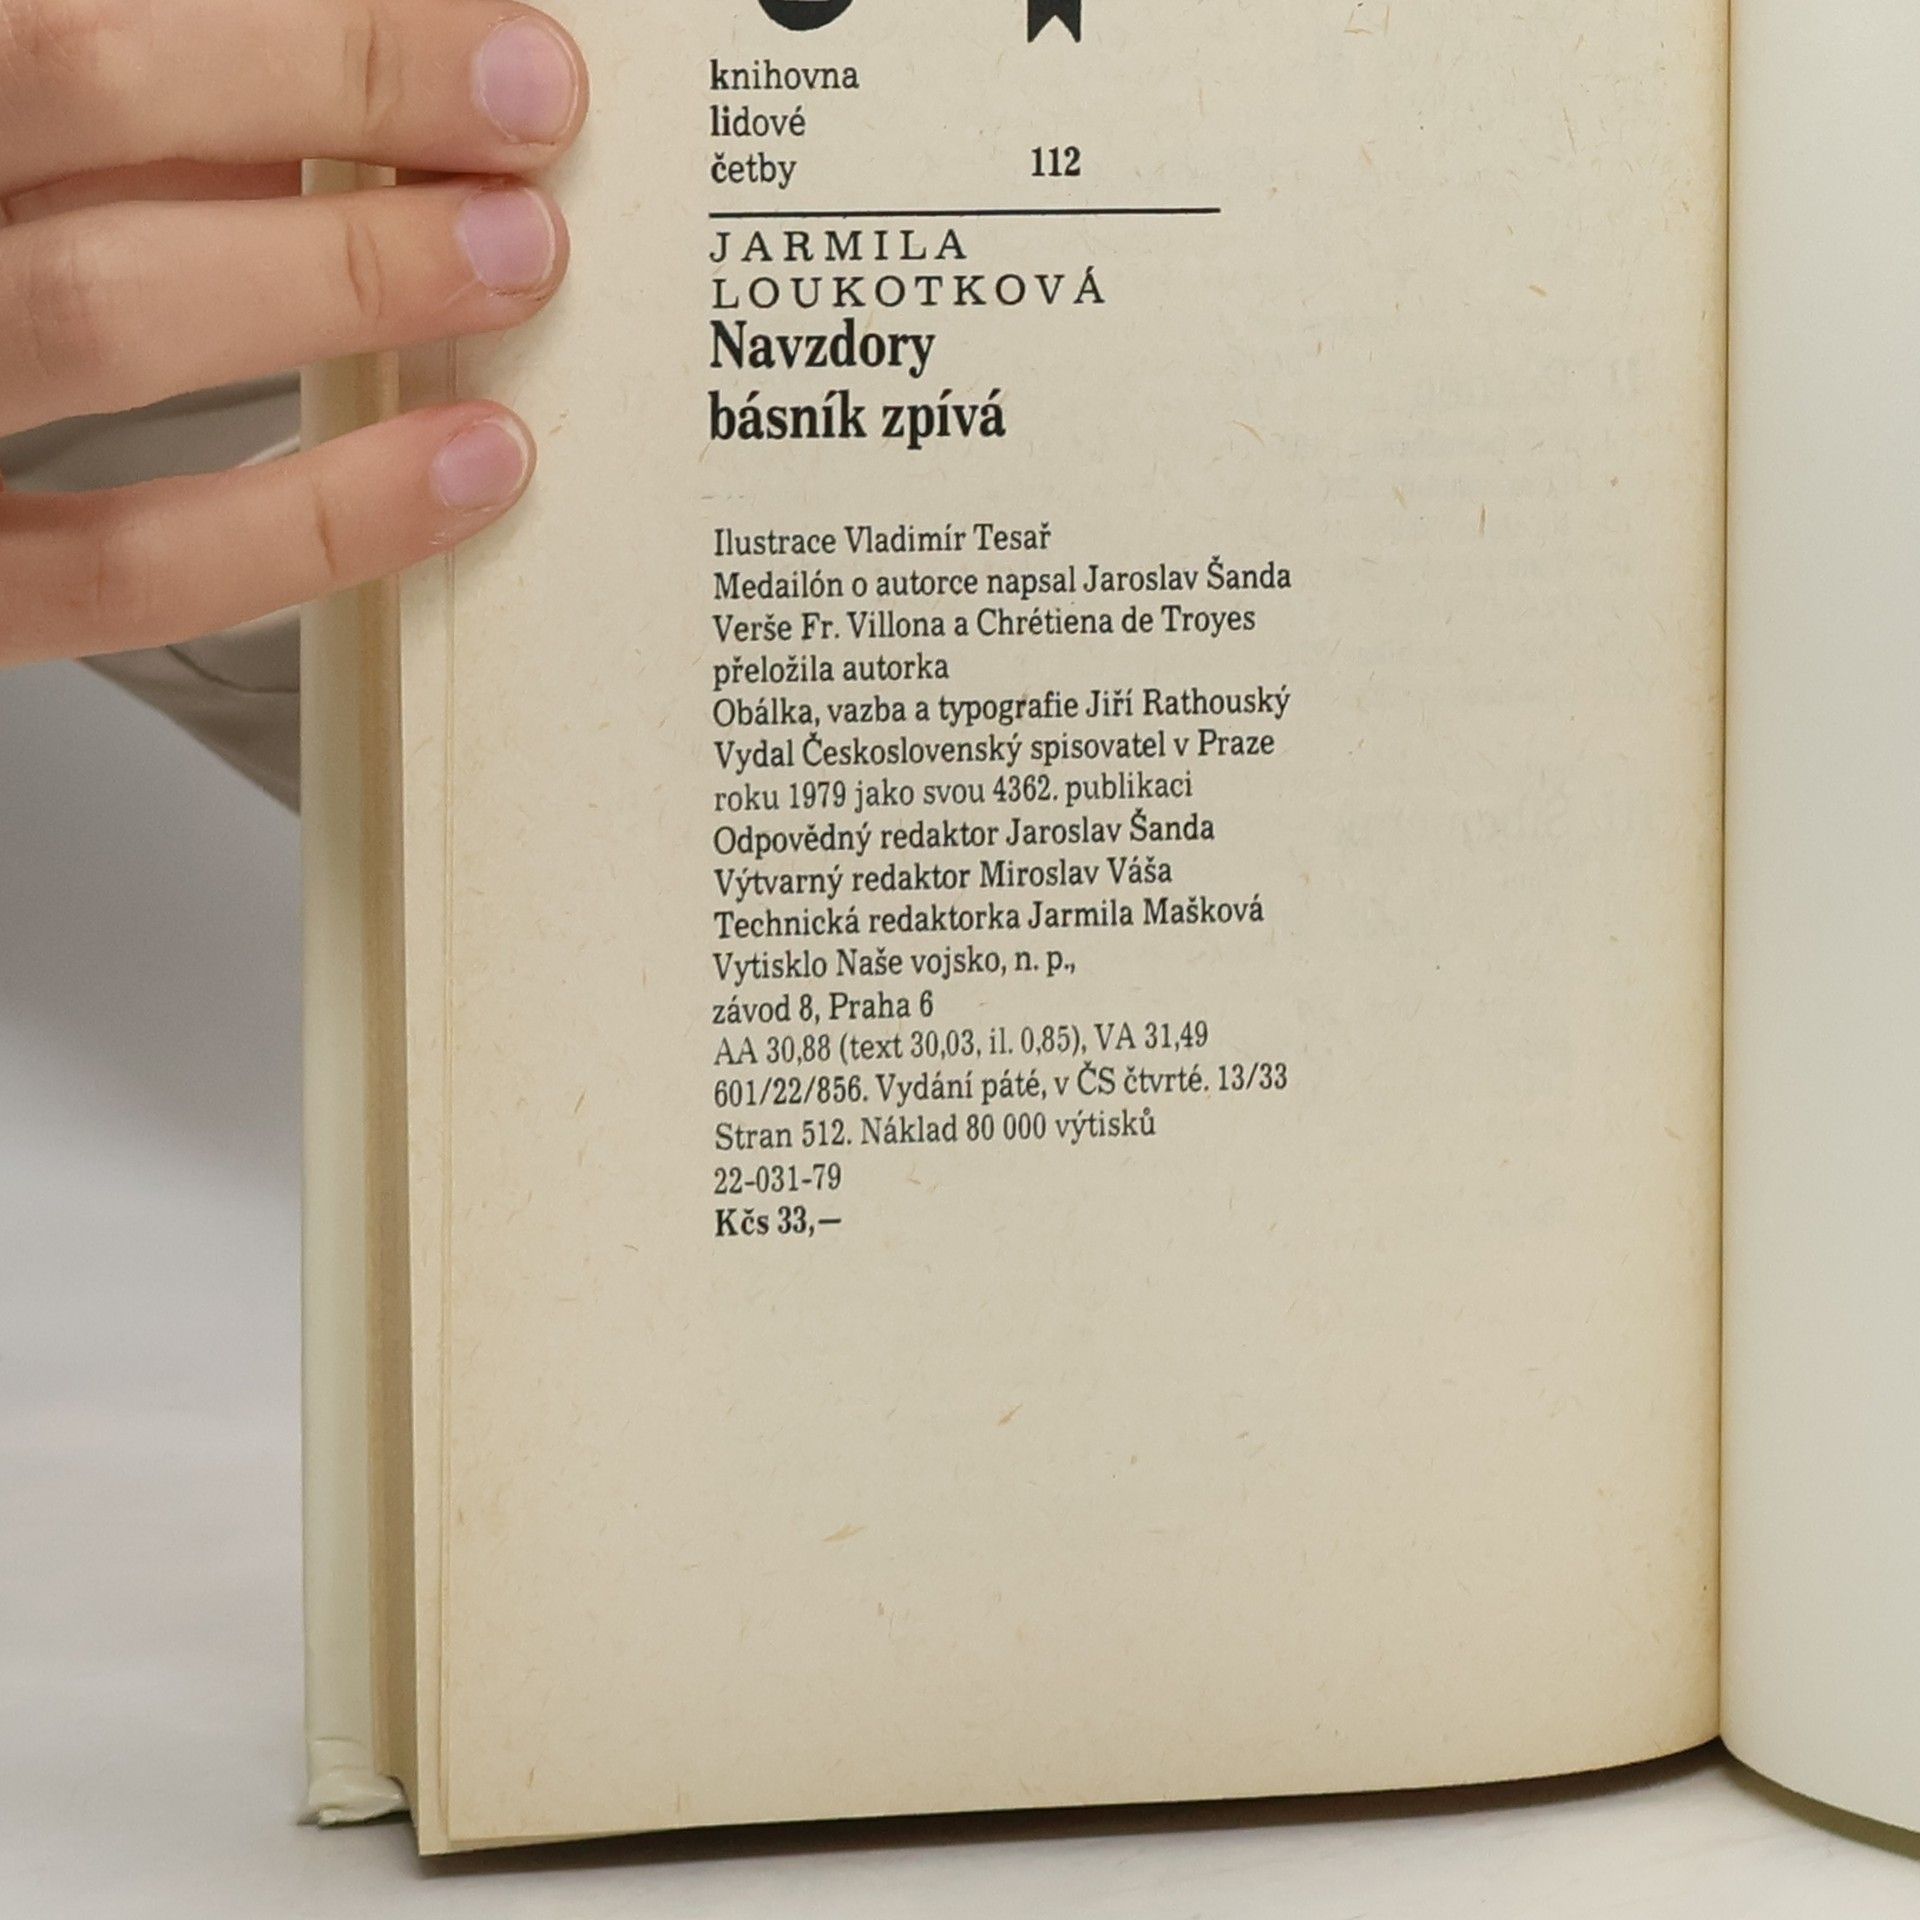 knihovna
lidové
četby 112
JARMILA
LOUKOTKOVÁ
Navzdory
básník zpívá
Ilustrace Vladimír Tesař
Medailón o autorce napsal Jaroslav Šanda
Verše Fr. Villona a Chrétiena de Troyes
přeložila autorka
Obálka, vazba a typografie Jiří Rathouský
Vydal Československý spisovatel v Praze
roku 1979 jako svou 4362. publikaci
Odpovědný redaktor Jaroslav Šanda
Výtvarný redaktor Miroslav Váša
Technická redaktorka Jarmila Mašková
Vytisklo Naše vojsko, n. p.,
závod 8, Praha 6
AA 30,88 (text 30,03, il. 0,85), VA 31,49
601/22/856. Vydání páté, v ČS čtvrté. 13/33
Stran 512. Náklad 80 000 výtisků
22-031-79
Kčs 33,—